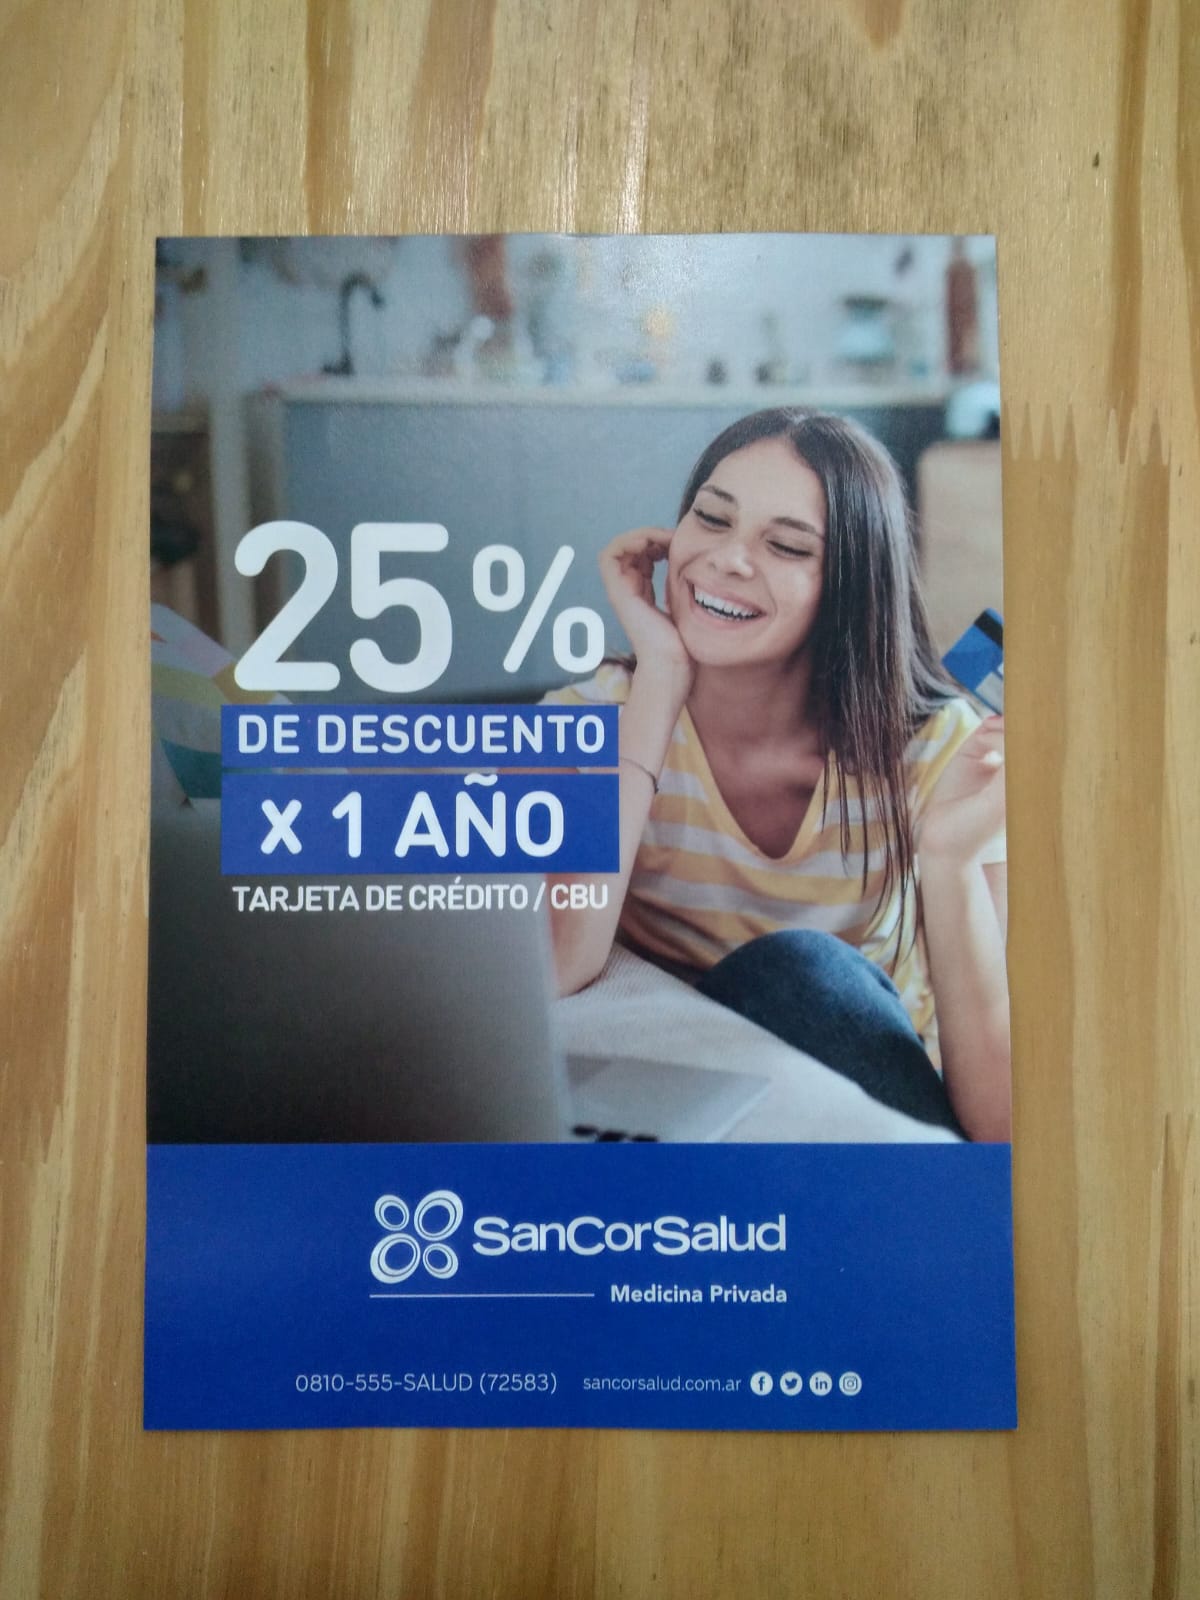 25%
DE DESCUENTO
x 1 AÑO
TARJETA DE CRÉDITO / CBU
SanCorSalud
Medicina Privada
0810-555-SALUD (72583) sancorsalud.com.ar